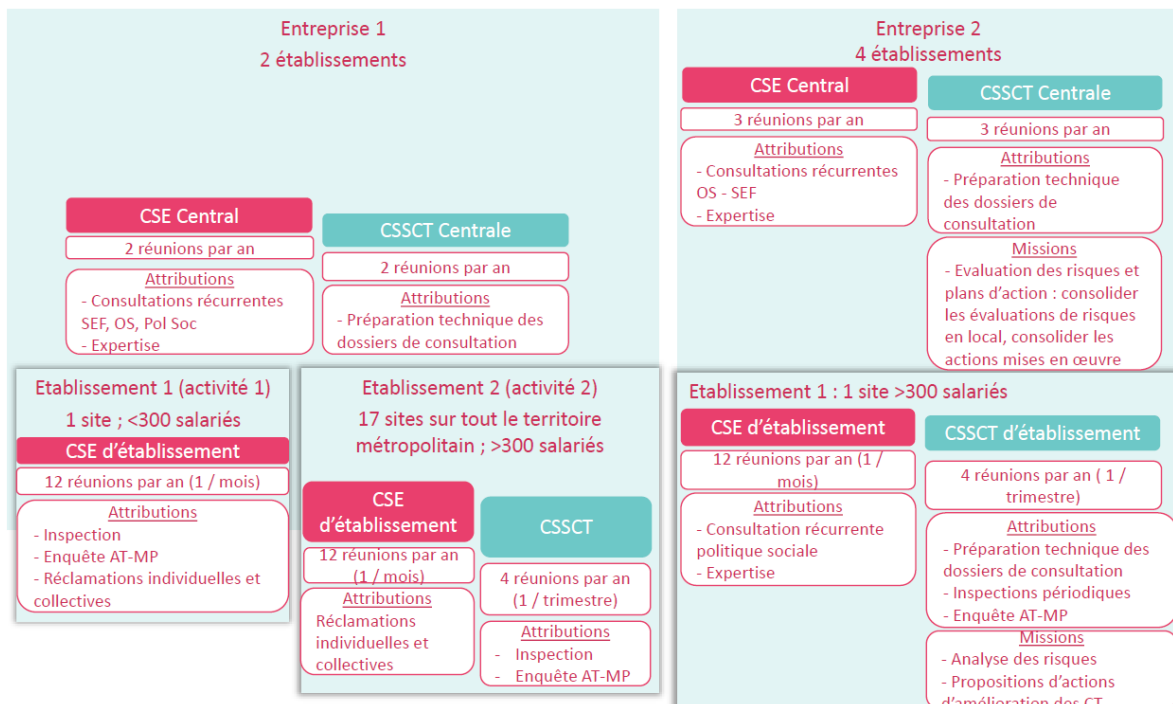 Entreprise 1
2 établissements
CSE Central
2 réunions par an
Attributions
- Consultations récurrentes
SEF, OS, Pol Soc
- Expertise
CSSCT Centrale
2 réunions par an
Attributions
- Préparation technique des
dossiers de consultation
Etablissement 1 (activité 1)
1 site ; <300 salariés
CSE d'établissement
12 réunions par an (1 / mois)
Attributions
- Inspection
- Enquête AT-MP
- Réclamations individuelles et
collectives
Etablissement 2 (activité 2)
17 sites sur tout le territoire
métropolitain ; >300 salariés
CSE
d'établissement
12 réunions par an
(1 / mois)
Attributions
Réclamations
individuelles et
collectives
CSSCT
4 réunions par an
(1 / trimestre)
Attributions
- Inspection
- Enquête AT-MP
Entreprise 2
4 établissements
CSE Central
3 réunions par an
Attributions
- Consultations récurrentes
OS - SEF
- Expertise
CSSCT Centrale
3 réunions par an
Attributions
- Préparation technique
des dossiers de
consultation
Missions
- Evaluation des risques et
plans d'action : consolider
les évaluations de risques
en local, consolider les
actions mises en œuvre
Etablissement 1 : 1 site >300 salariés
CSE d'établissement
12 réunions par an (1 /
mois)
Attributions
- Consultation récurrente
politique sociale
- Expertise
CSSCT d'établissement
4 réunions par an ( 1 /
trimestre)
Attributions
- Préparation technique des
dossiers de consultation
- Inspections périodiques
- Enquête AT-MP
Missions
- Analyse des risques
- Propositions d'actions
d'amélioration des CT